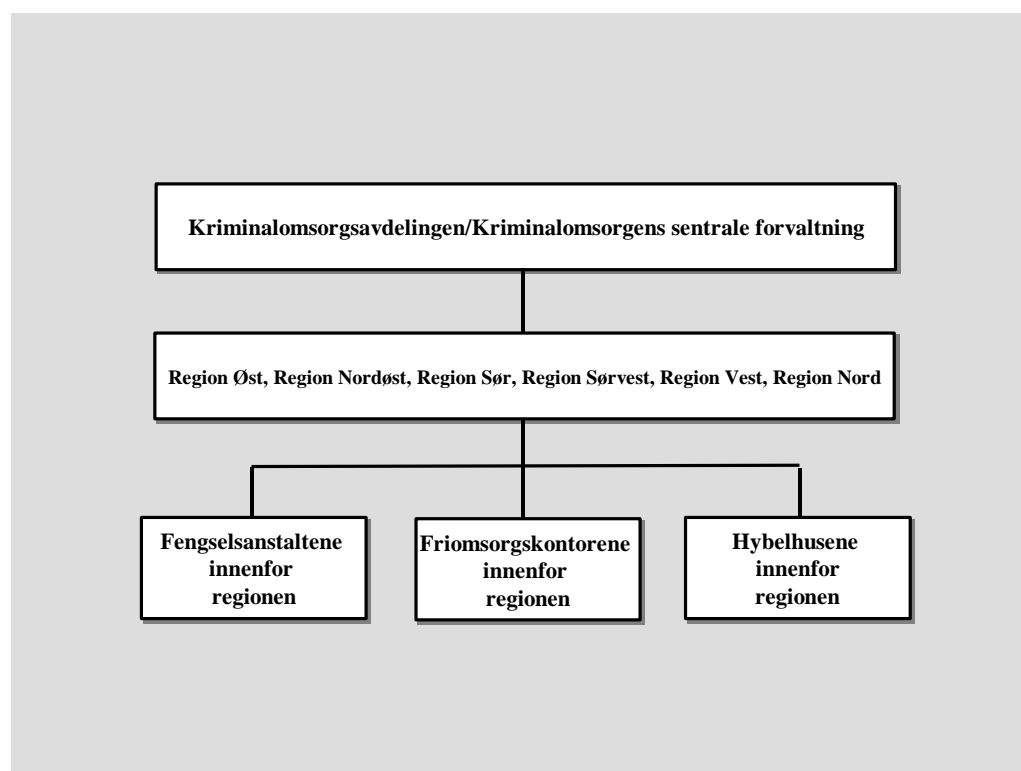 Kriminalomsorgsavdelingen/Kriminalomsorgens sentrale forvaltning
Region Øst, Region Nordøst, Region Sør, Region Sørvest, Region Vest, Region Nord
Fengselsanstaltene
innenfor
regionen
Friomsorgskontorene
innenfor
regionen
Hybelhusene
innenfor
regionen